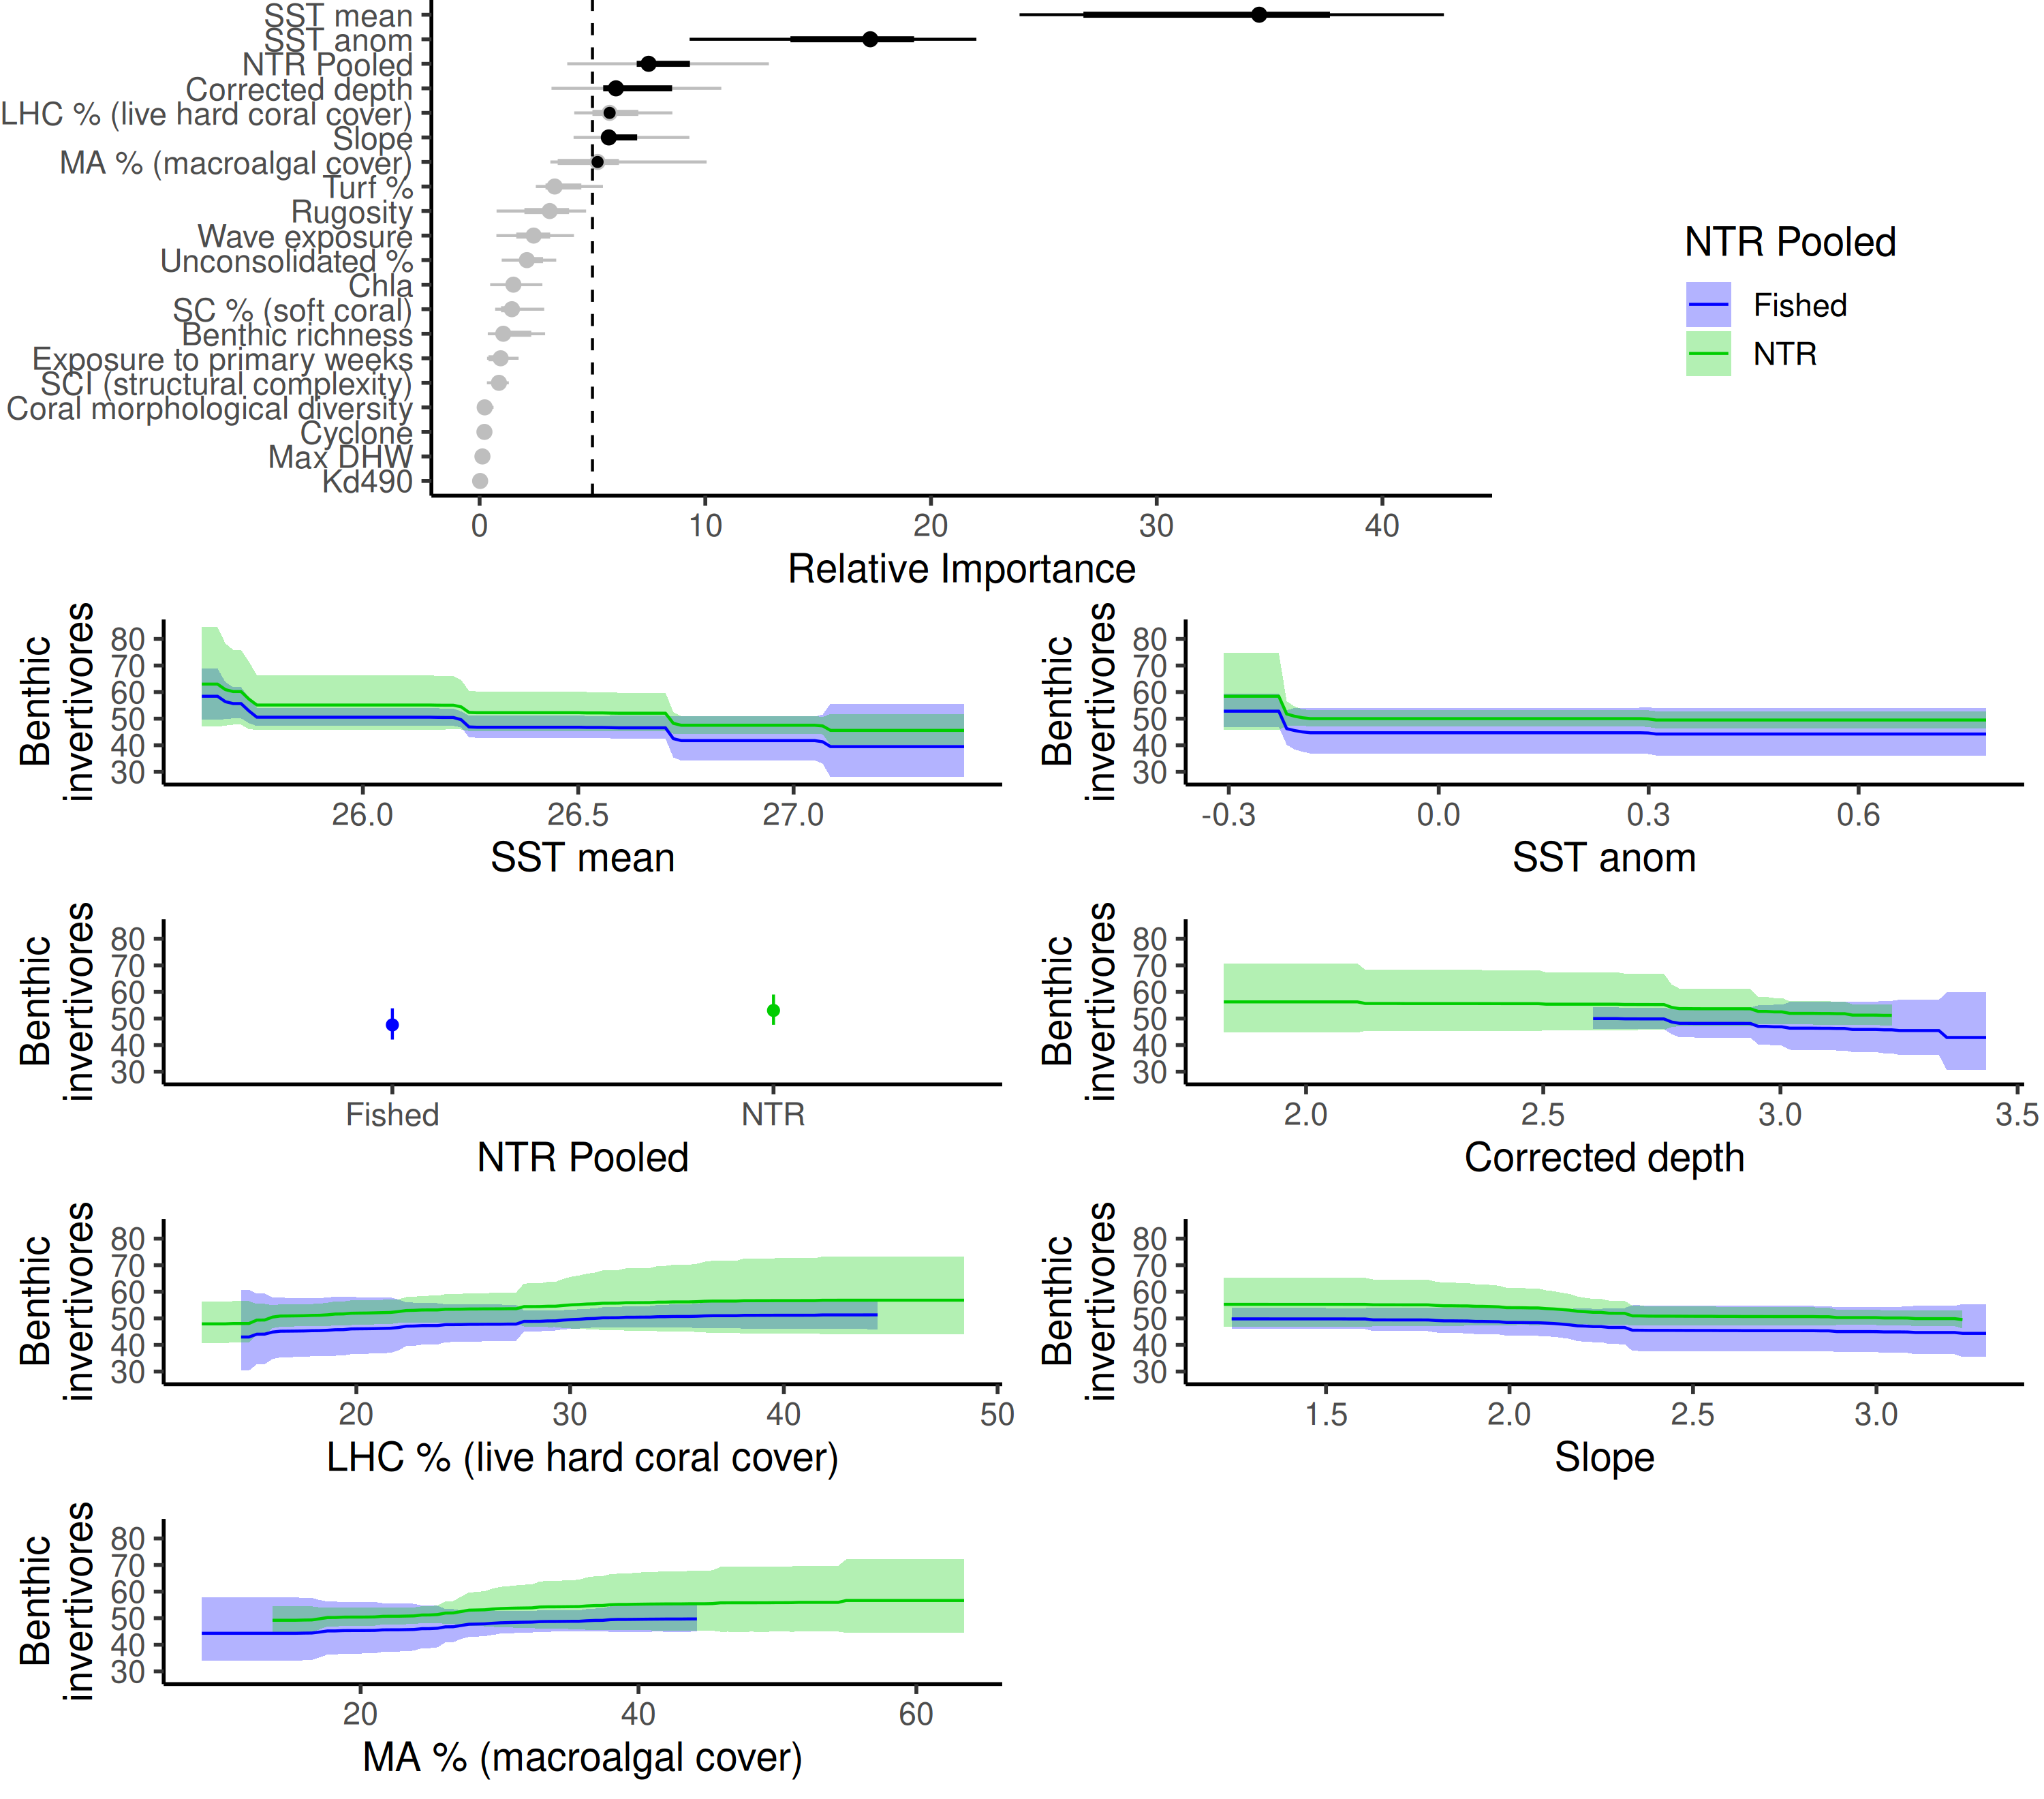 SST mean
SST anom
NTR Pooled
Corrected depth
LHC % (live hard coral cover)
Slope
MA % (macroalgal cover)
Turf %
Rugosity
Wave exposure
Unconsolidated %
Chla
SC % (soft coral)
Benthic richness
Exposure to primary weeks
SCI (structural complexity)
Coral morphological diversity
Cyclone
Max DHW
Kd490
0 10 20 30 40
Relative Importance
NTR Pooled
Fished
NTR
Benthic
invertivores
80
70
60
50
40
30
26.0 26.5 27.0
SST mean
Benthic
invertivores
80
70
60
50
40
30
-0.3 0.0 0.3 0.6
SST anom
Benthic
invertivores
80
70
60
50
40
30
Fished NTR
NTR Pooled
Benthic
invertivores
80
70
60
50
40
30
2.0 2.5 3.0 3.5
Corrected depth
Benthic
invertivores
80
70
60
50
40
30
20 30 40 50
LHC % (live hard coral cover)
Benthic
invertivores
80
70
60
50
40
30
1.5 2.0 2.5 3.0
Slope
Benthic
invertivores
80
70
60
50
40
30
20 40 60
MA % (macroalgal cover)